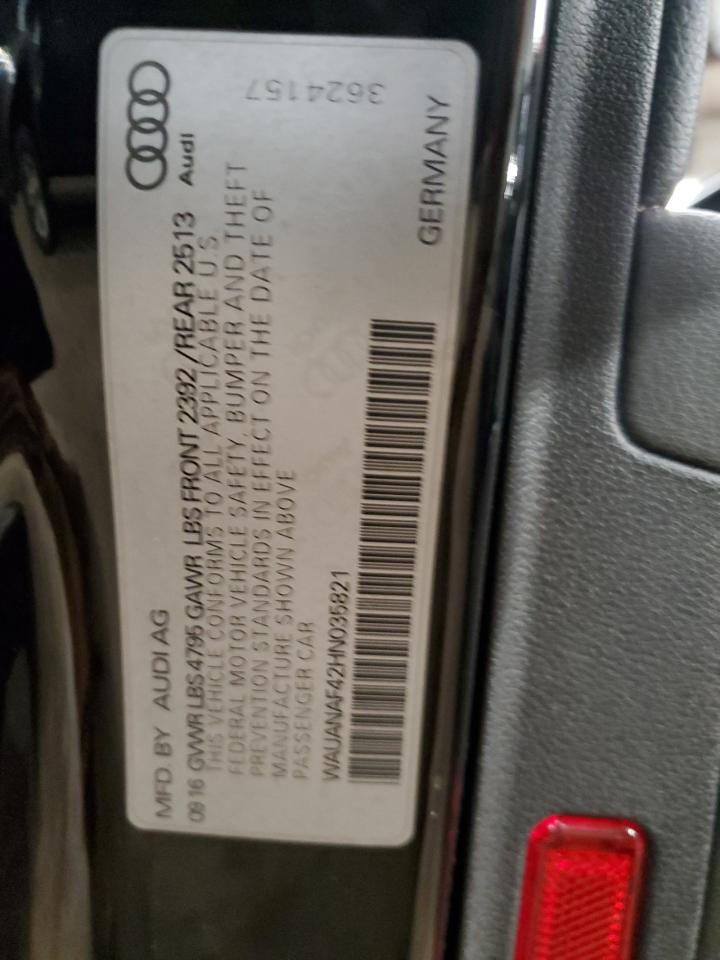 MFD. BY AUDI AG
Audi
09 16 GVWR LBS 4795 GAWR LBS FRONT 2392 /REAR 2513
THIS VEHICLE CONFORMS TO ALL APPLICABLE U.S
FEDERAL MOTOR VEHICLE SAFETY, BUMPER AND THEFT
PREVENTION STANDARDS IN EFFECT ON THE DATE OF
MANUFACTURE SHOWN ABOVE
PASSENGER CAR
WAUANAF42HN035821
GERMANY
3624157